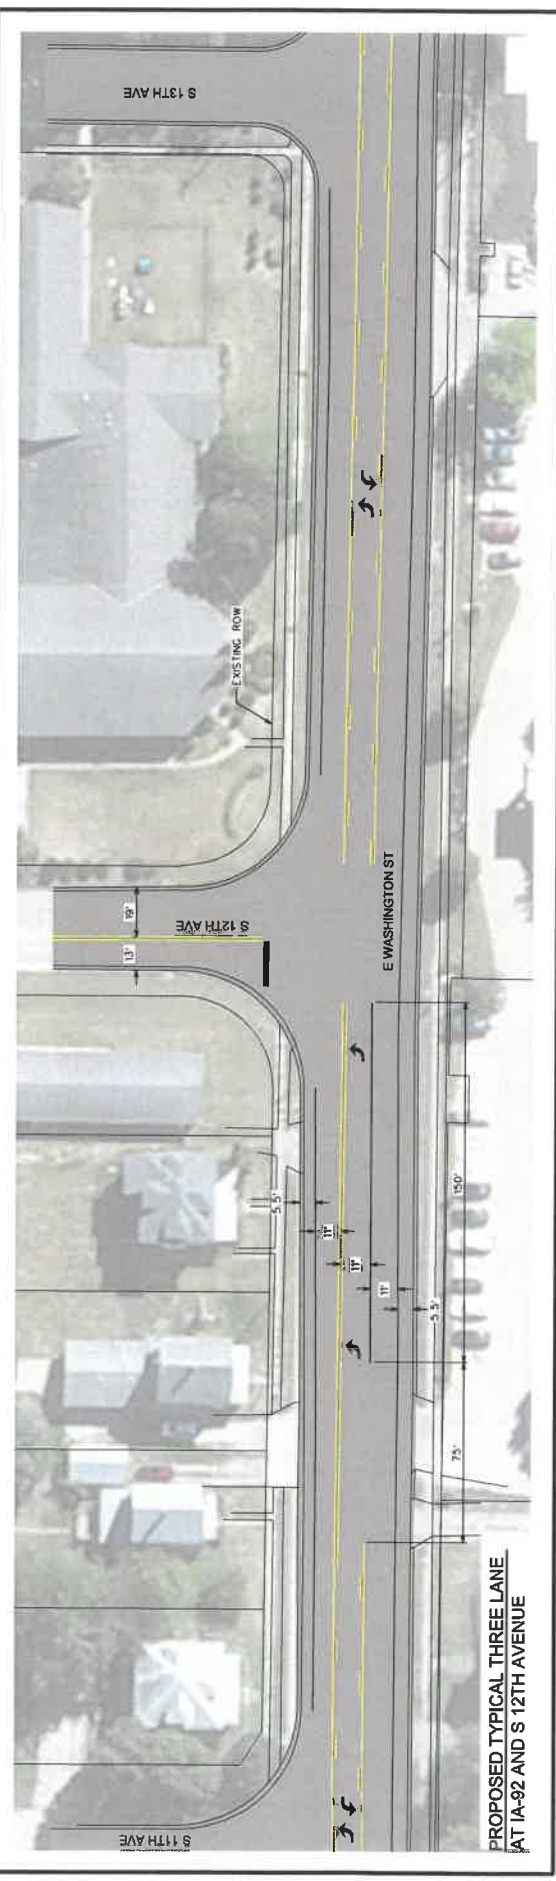 S 13TH AVE
EXISTING ROW
19'
S 12TH AVE
13'
E WASHINGTON ST
5.5'
11'
11'
11'
5.5'
150'
75'
S 11TH AVE
PROPOSED TYPICAL THREE LANE
AT IA-92 AND S 12TH AVENUE